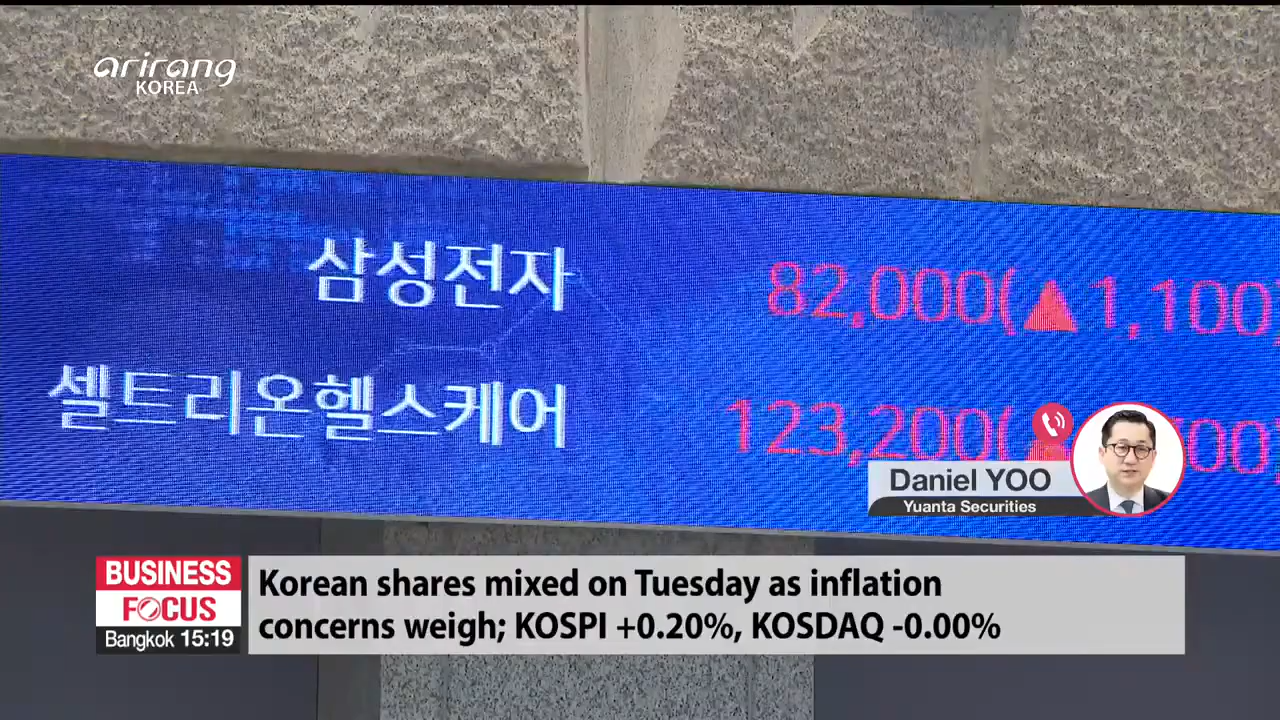 arirang
KOREA
삼성전자 82,000(▲1,100)
셀트리온헬스케어 123,200(▲ 00)
Daniel YOO
Yuanta Securities
BUSINESS
FOCUS
Bangkok 15:19
Korean shares mixed on Tuesday as inflation
concerns weigh; KOSPI +0.20%, KOSDAQ -0.00%